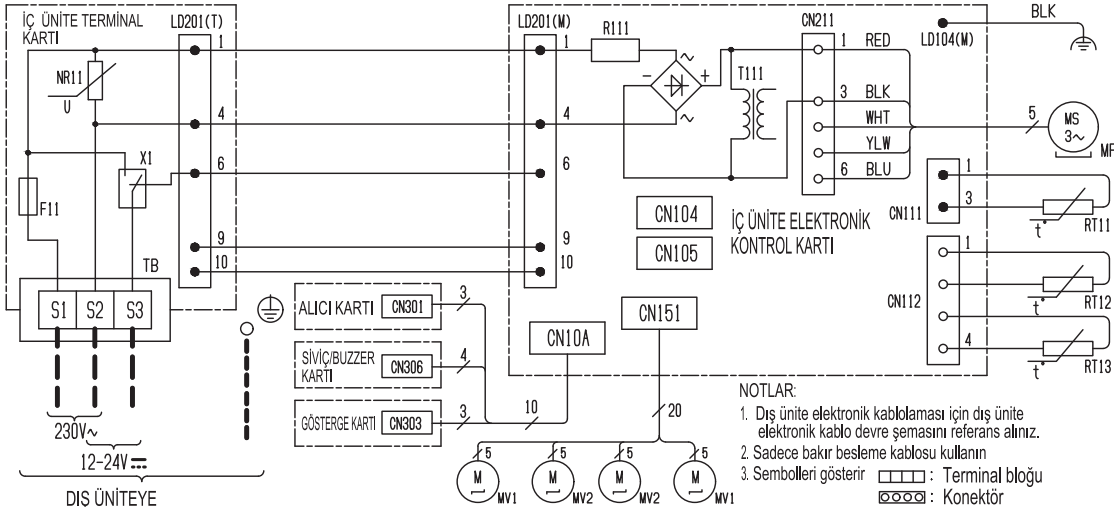 İÇ ÜNİTE TERMİNAL
KARTI
LD201(T)
NR11
U
1
4
6
9
10
X1
F11
TB
S1 S2 S3
230V∼
12-24V
DIŞ ÜNİTEYE
LD201(M)
1
4
6
9
10
R111
∼
−
+
∼
T111
CN211
1 RED
3 BLK
WHT
YLW
6 BLU
LD104(M)
BLK
5
MS
3∼
MF
CN104
CN105
İÇ ÜNİTE ELEKTRONİK
KONTROL KARTI
CN111
1
3
t°
RT11
CN112
1
4
t°
RT12
t°
RT13
ALICI KARTI CN301
3
SİVİÇ/BUZZER
KARTI
CN306
4
GÖSTERGE KARTI CN303
3
10
CN10A
CN151
20
5
M
MV1
5
M
MV2
5
M
MV2
5
M
MV1
NOTLAR:
1. Dış ünite elektronik kablolaması için dış ünite
elektronik kablo devre şemasını referans alınız.
2. Sadece bakır besleme kablosu kullanın
3. Sembolleri gösterir : Terminal bloğu
: Konektör